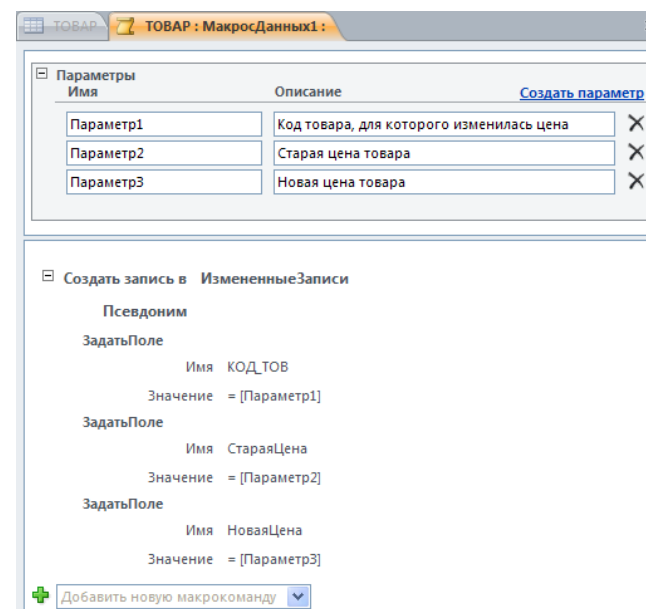 ТОВАР ТОВАР : МакросДанных1 :
Параметры
Имя Описание Создать параметр
Параметр1 Код товара, для которого изменилась цена
Параметр2 Старая цена товара
Параметр3 Новая цена товара
Создать запись в ИзмененныеЗаписи
Псевдоним
ЗадатьПоле
Имя КОД_ТОВ
Значение = [Параметр1]
ЗадатьПоле
Имя СтараяЦена
Значение = [Параметр2]
ЗадатьПоле
Имя НоваяЦена
Значение = [Параметр3]
Добавить новую макрокоманду